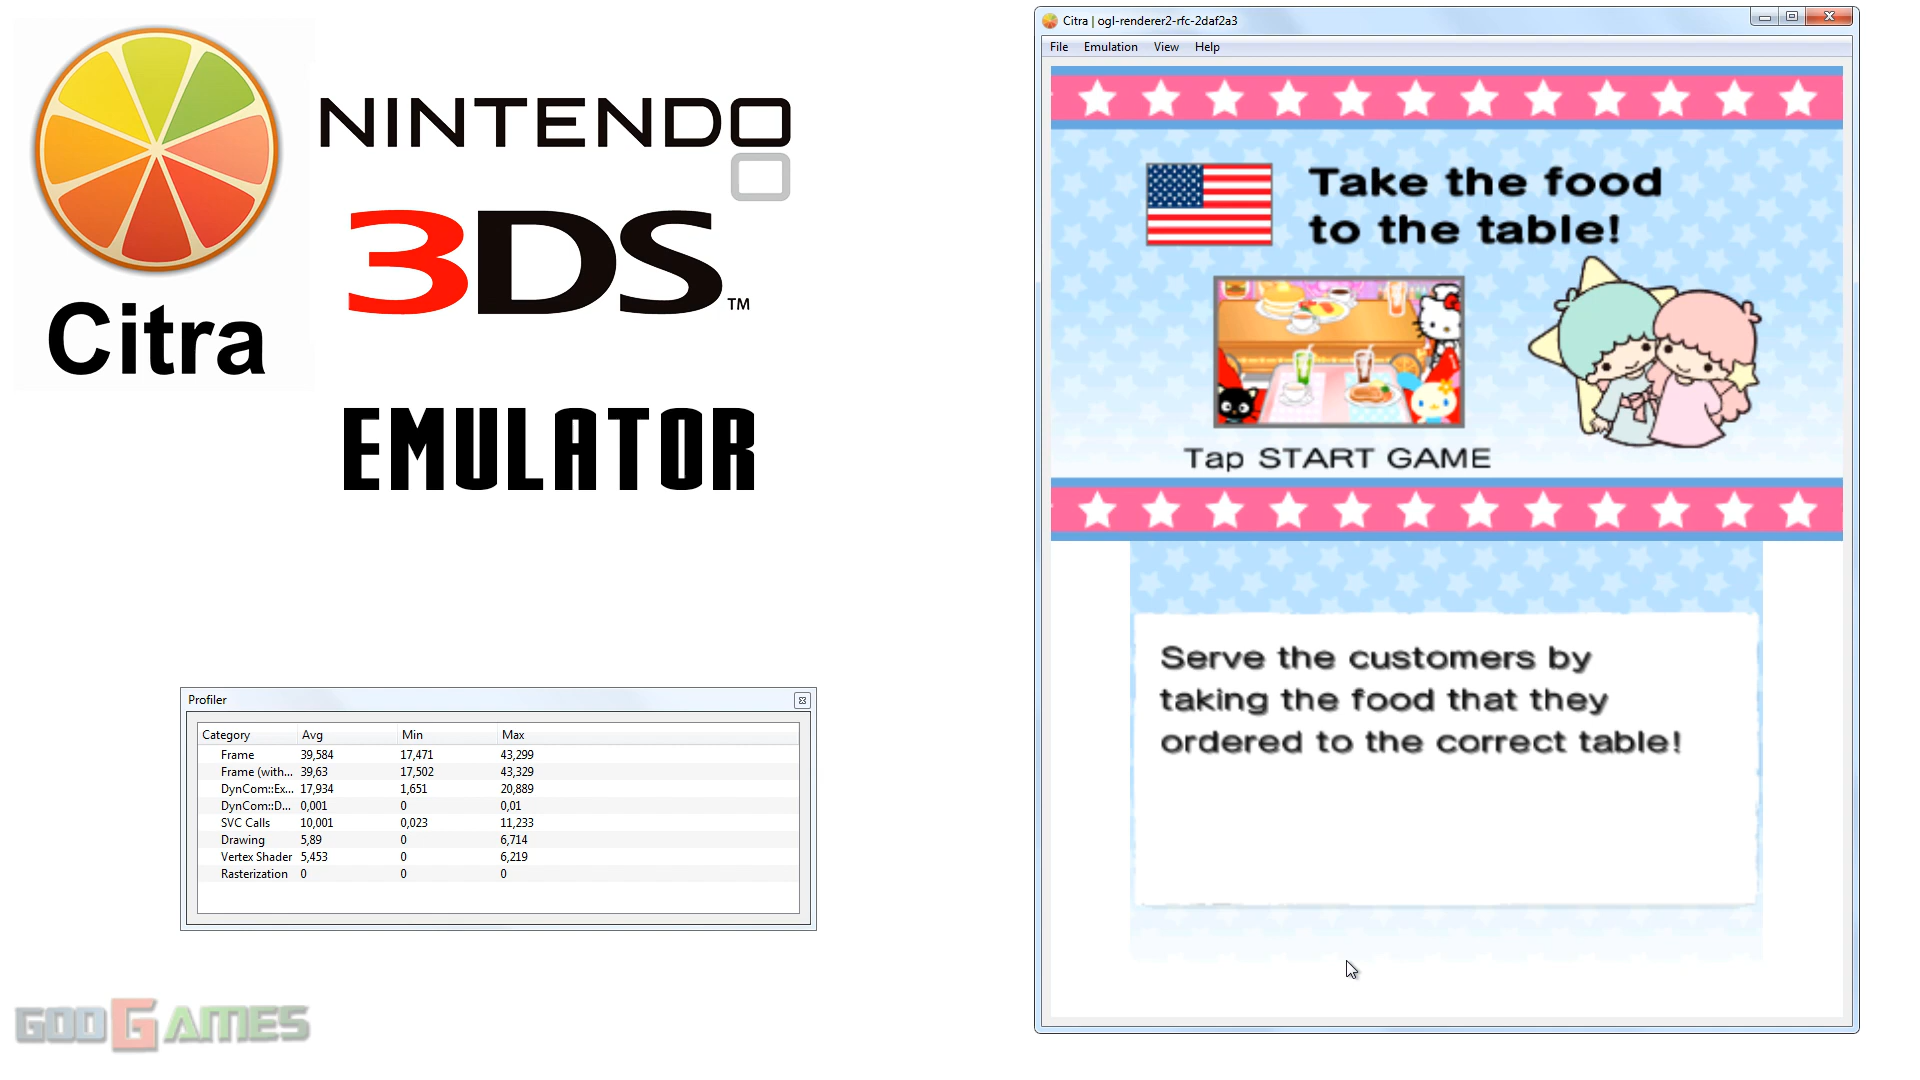 Citra
NINTENDO
3DS
TM
EMULATOR
Profiler
Category Avg Min Max
Frame 39,584 17,471 43,299
Frame (with... 39,63 17,502 43,329
DynCom::Ex... 17,934 1,651 20,889
DynCom::D... 0,001 0 0,01
SVC Calls 10,001 0,023 11,233
Drawing 5,89 0 6,714
Vertex Shader 5,453 0 6,219
Rasterization 0 0 0
GODGAMES
Citra | ogl-renderer2-rfc-2daf2a3
File Emulation View Help
Take the food
to the table!
Tap START GAME
Serve the customers by
taking the food that they
ordered to the correct table!